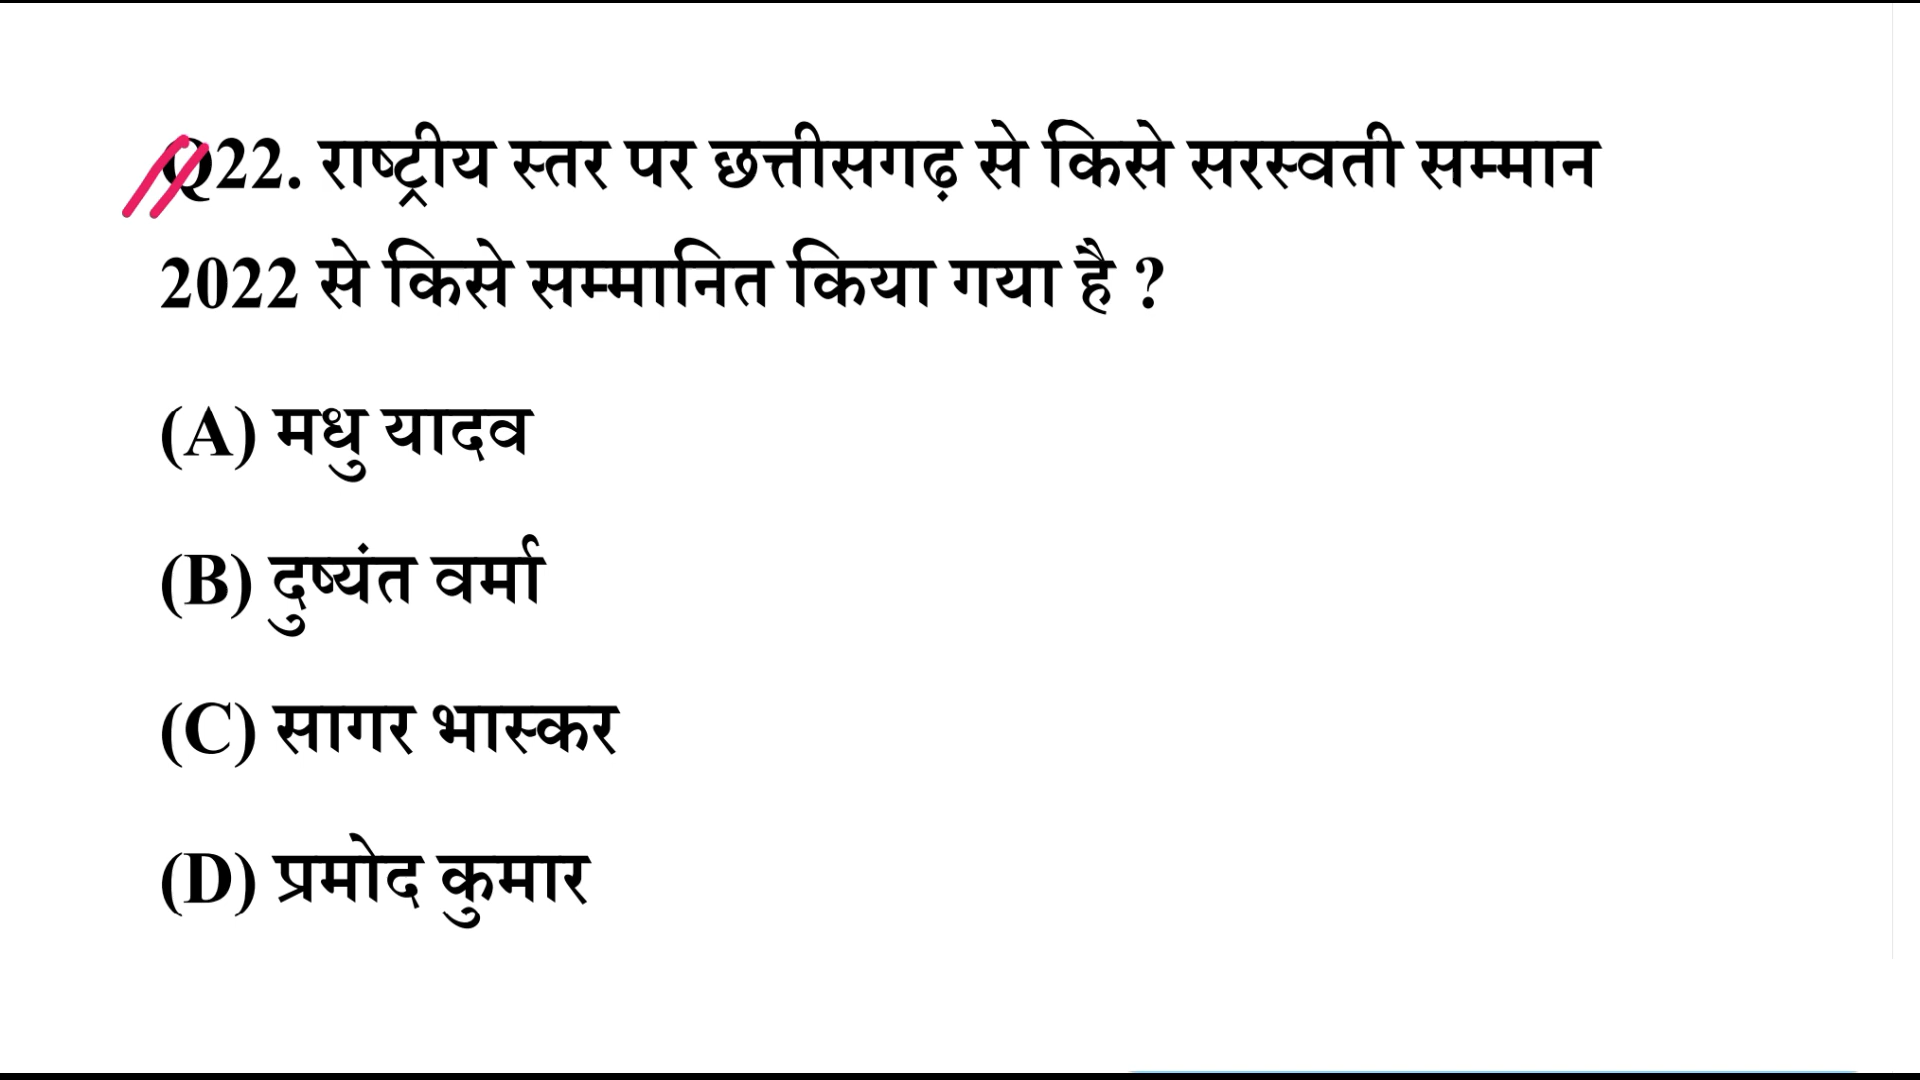 Q22. राष्ट्रीय स्तर पर छत्तीसगढ़ से किसे सरस्वती सम्मान
2022 से किसे सम्मानित किया गया है ?
(A) मधु यादव
(B) दुष्यंत वर्मा
(C) सागर भास्कर
(D) प्रमोद कुमार